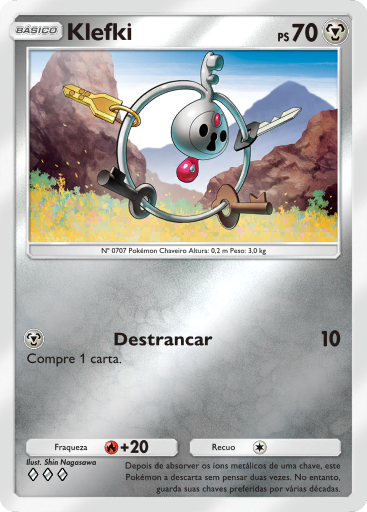 BÁSICO Klefki PS 70
Nº 0707 Pokémon Chaveiro Altura: 0,2 m Peso: 3,0 kg
Destrancar 10
Compre 1 carta.
Fraqueza +20 Recuo
Ilust. Shin Nagasawa
Depois de absorver os íons metálicos de uma chave, este
Pokémon a descarta sem pensar duas vezes. No entanto,
guarda suas chaves preferidas por várias décadas.